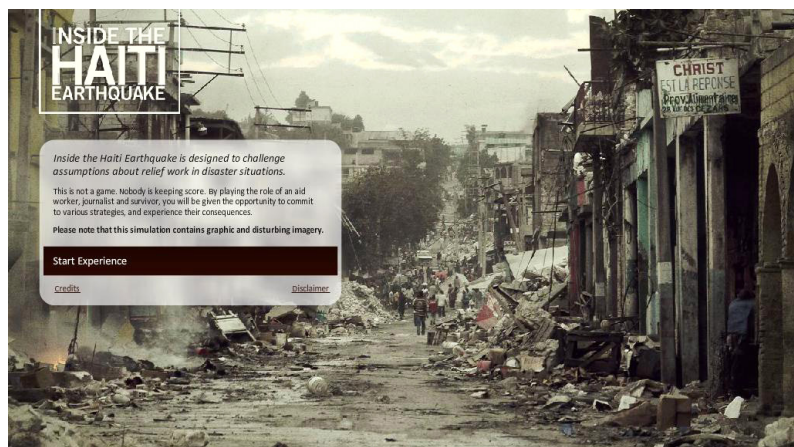 INSIDE THE
HAITI
EARTHQUAKE
Inside the Haiti Earthquake is designed to challenge
assumptions about relief work in disaster situations.
This is not a game. Nobody is keeping score. By playing the role of an aid
worker, journalist and survivor, you will be given the opportunity to commit
to various strategies, and experience their consequences.
Please note that this simulation contains graphic and disturbing imagery.
Start Experience
Credits
Disclaimer
CHRIST
EST LA REPONSE
Prov. Alimentaires